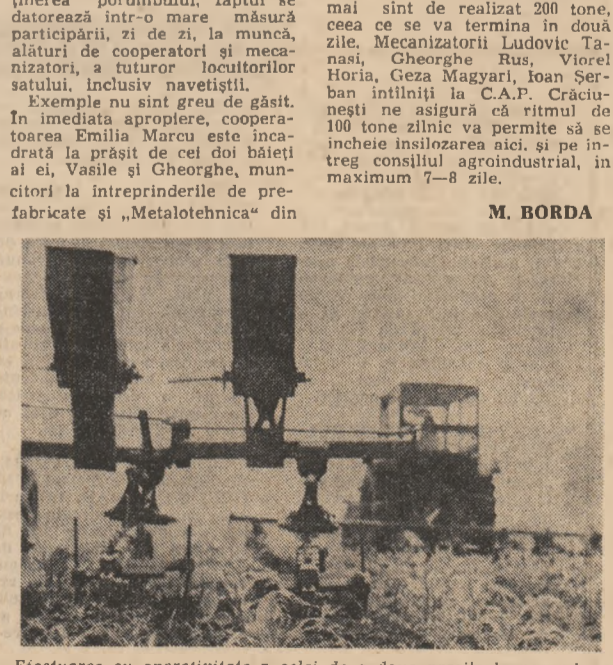 ținerea porumbului, faptul se
datorează într-o mare măsură
participării, zi de zi, la muncă,
alături de cooperatori și meca-
nizatori, a tuturor locuitorilor
satului, inclusiv navetiștii.
Exemple nu sînt greu de găsit.
În imediata apropiere, coopera-
toarea Emilia Marcu este înca-
drată la prășit de cei doi băieți
ai ei, Vasile și Gheorghe, mun-
citori la întreprinderile de pre-
fabricate și „Metalotehnica“ din
mai sînt de realizat 200 tone,
ceea ce se va termina în două
zile. Mecanizatorii Ludovic Ta-
nasi, Gheorghe Rus, Viorel
Horia, Geza Magyari, Ioan Șer-
ban intîlniți la C.A.P. Crăciu-
nești ne asigură că ritmul de
100 tone zilnic va permite să se
incheie insilozarea aici, și pe in-
treg consiliul agroindustrial, in
maximum 7—8 zile.
M. BORDA